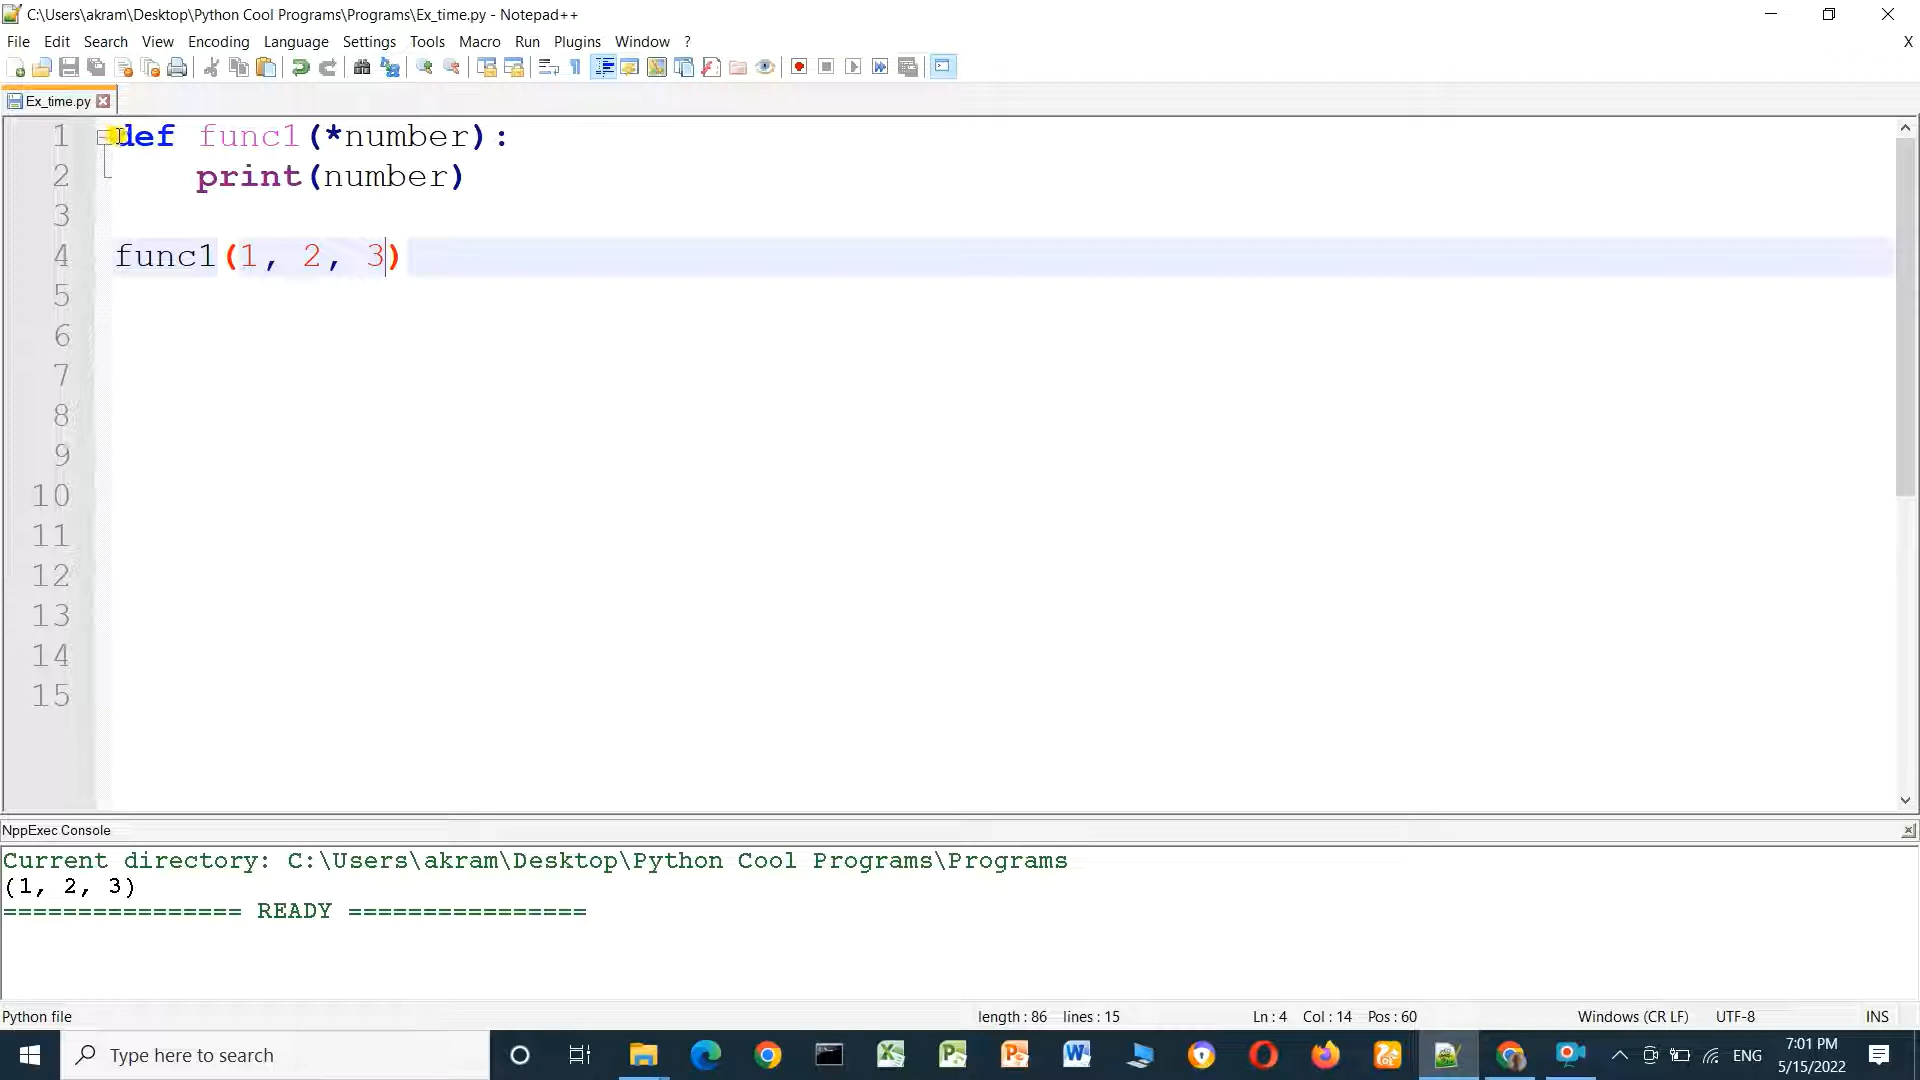 C:\Users\akram\Desktop\Python Cool Programs\Programs\Ex_time.py - Notepad++
File Edit Search View Encoding Language Settings Tools Macro Run Plugins Window ? X
Ex_time.py
1 def func1(*number):
2 print(number)
3
4 func1(1, 2, 3)
5
6
7
8
9
10
11
12
13
14
15
NppExec Console
Current directory: C:\Users\akram\Desktop\Python Cool Programs\Programs
(1, 2, 3)
================ READY ================
Python file length : 86 lines : 15 Ln : 4 Col : 14 Pos : 60 Windows (CR LF) UTF-8 INS
Type here to search ENG 7:01 PM
5/15/2022